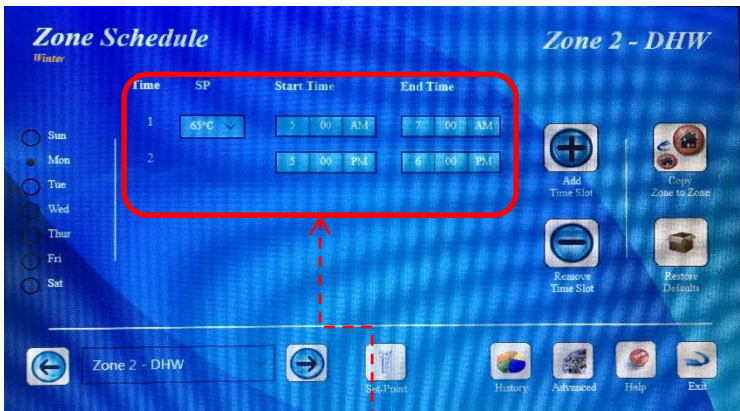 Zone Schedule
Winter
Zone 2 - DHW
Time SP Start Time End Time
1 65°C 5 00 AM 7 00 AM
2 5 00 PM 6 00 PM
Sun
Mon
Tue
Wed
Thur
Fri
Sat
Add
Time Slot
Copy
Zone to Zone
Remove
Time Slot
Restore
Defaults
Zone 2 - DHW
Set-Point
History
Advanced
Help
Exit